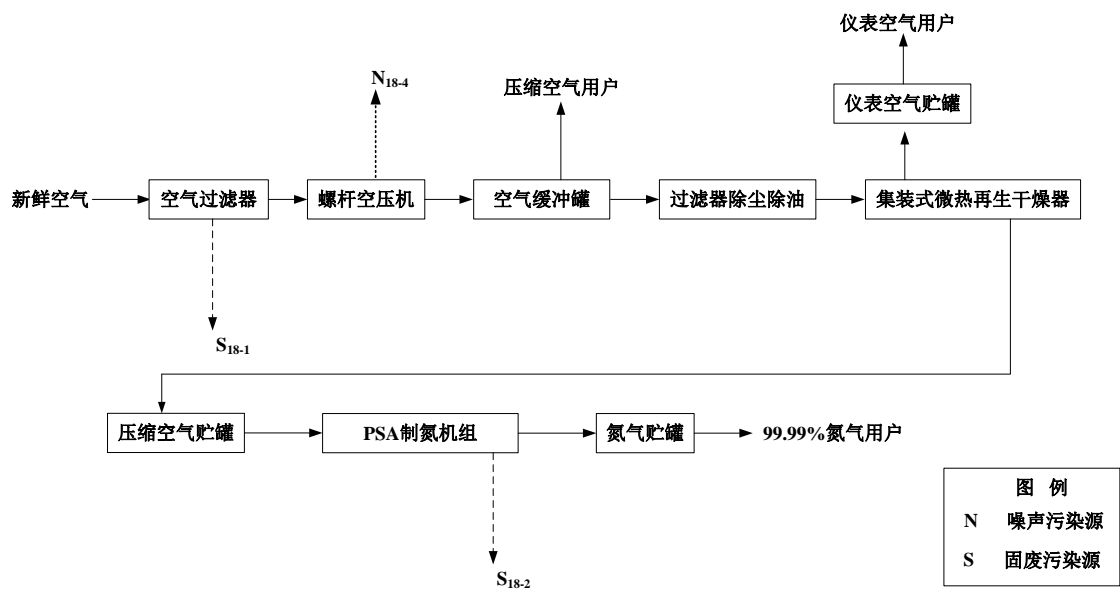 仪表空气用户
N18-4
压缩空气用户
仪表空气贮罐
新鲜空气
空气过滤器
螺杆空压机
空气缓冲罐
过滤器除尘除油
集装式微热再生干燥器
S18-1
压缩空气贮罐
PSA制氮机组
氮气贮罐
99.99%氮气用户
S18-2
图 例
N 噪声污染源
S 固废污染源